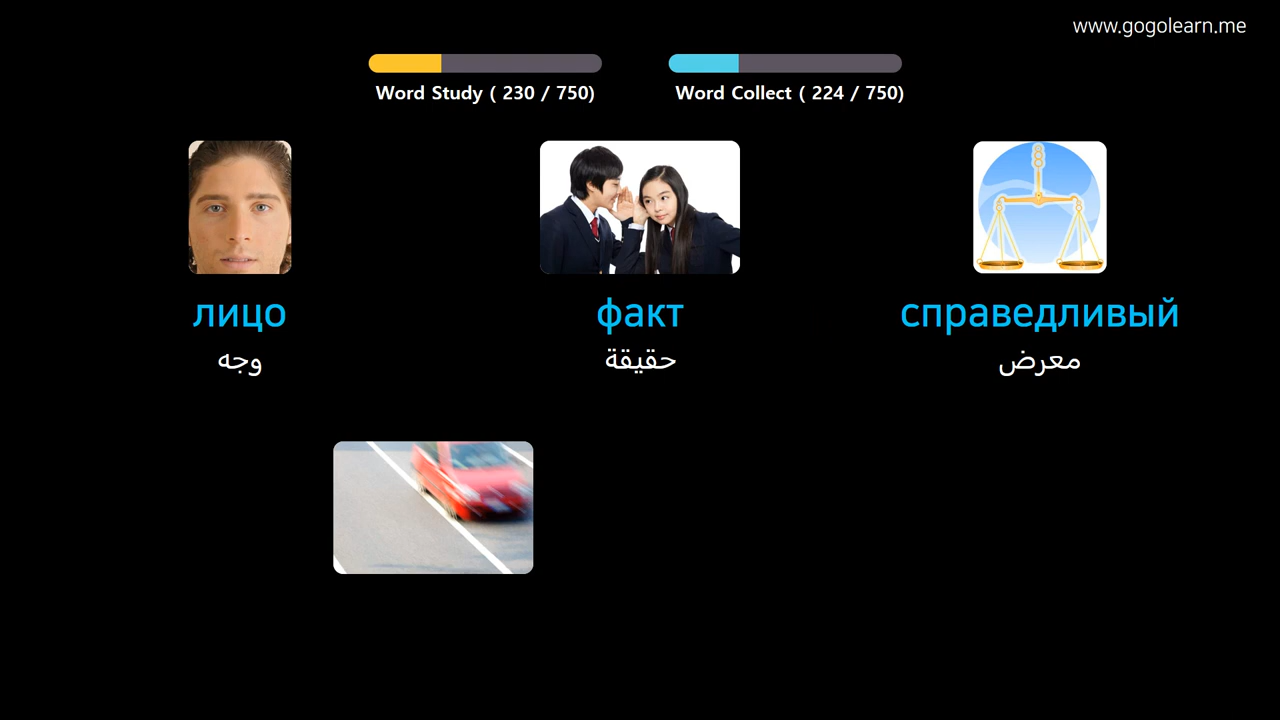 www.gogolearn.me
Word Study ( 230 / 750)
Word Collect ( 224 / 750)
лицо
факт
справедливый
وجه
حقيقة
معرض